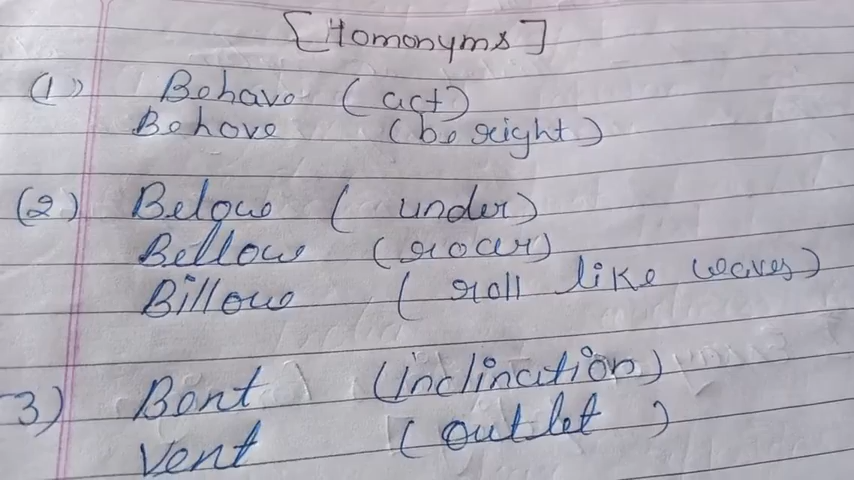 [Homonyms]
(1) Behave (act)
Behove (be right)
(2) Below (under)
Bellow (roar)
Billow (roll like waves)
3) Bent (Inclination)
Vent (outlet)